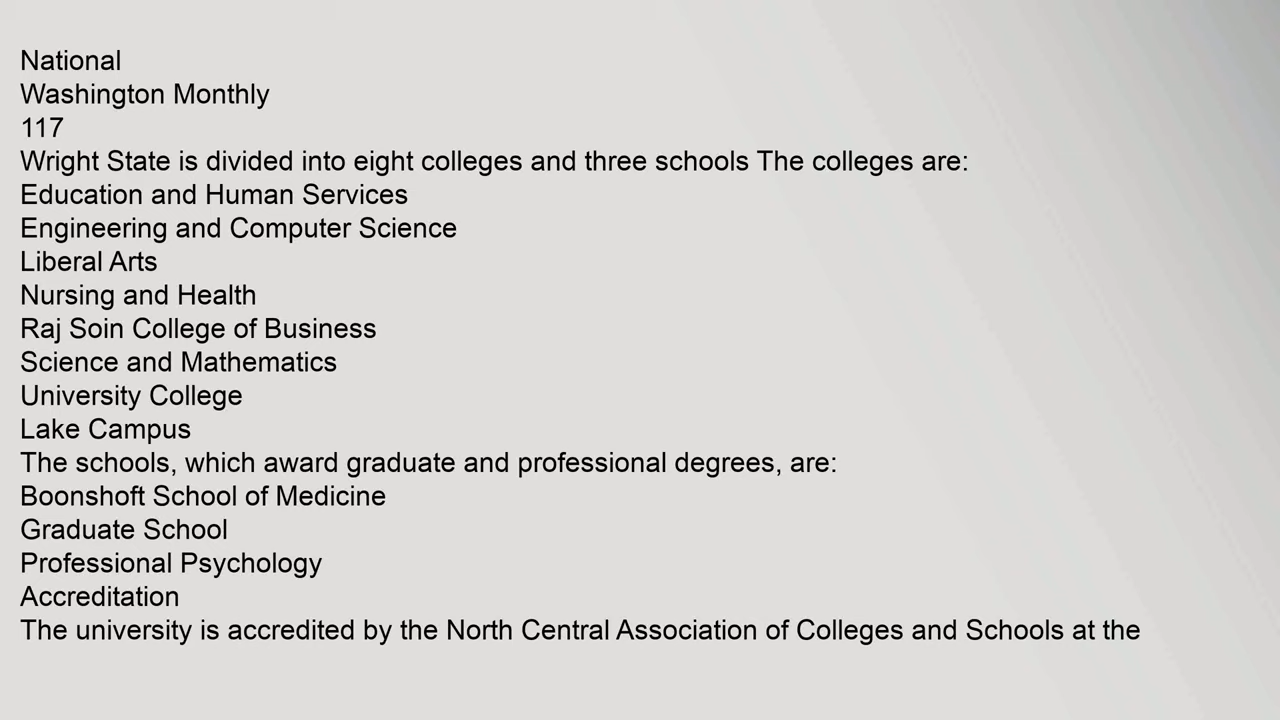 National
Washington Monthly
117
Wright State is divided into eight colleges and three schools The colleges are:
Education and Human Services
Engineering and Computer Science
Liberal Arts
Nursing and Health
Raj Soin College of Business
Science and Mathematics
University College
Lake Campus
The schools, which award graduate and professional degrees, are:
Boonshoft School of Medicine
Graduate School
Professional Psychology
Accreditation
The university is accredited by the North Central Association of Colleges and Schools at the